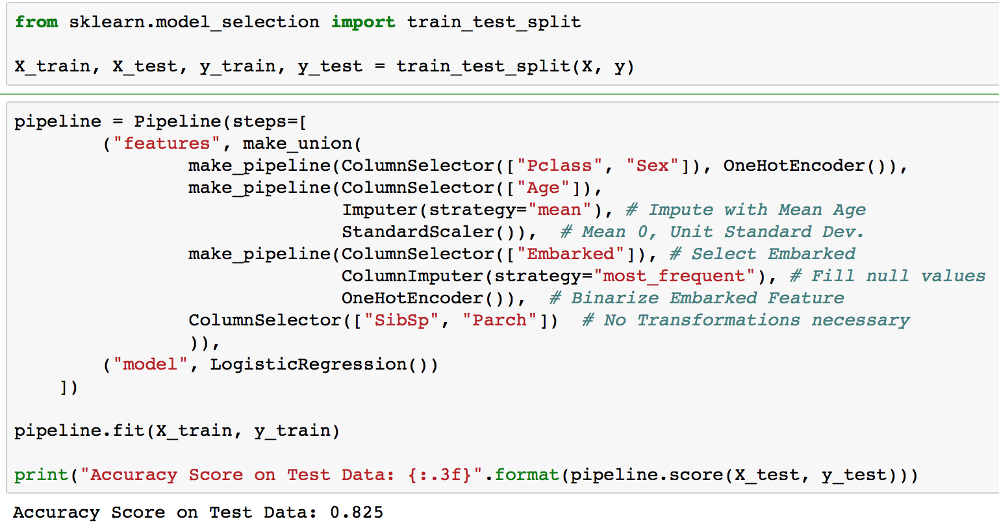 from sklearn.model_selection import train_test_split
X_train, X_test, y_train, y_test = train_test_split(X, y)
pipeline = Pipeline(steps=[
("features", make_union(
make_pipeline(ColumnSelector(["Pclass", "Sex"]), OneHotEncoder()),
make_pipeline(ColumnSelector(["Age"]),
Imputer(strategy="mean"), # Impute with Mean Age
StandardScaler()), # Mean 0, Unit Standard Dev.
make_pipeline(ColumnSelector(["Embarked"]), # Select Embarked
ColumnImputer(strategy="most_frequent"), # Fill null values
OneHotEncoder()), # Binarize Embarked Feature
ColumnSelector(["SibSp", "Parch"]) # No Transformations necessary
)),
("model", LogisticRegression())
])
pipeline.fit(X_train, y_train)
print("Accuracy Score on Test Data: {:.3f}".format(pipeline.score(X_test, y_test)))
Accuracy Score on Test Data: 0.825